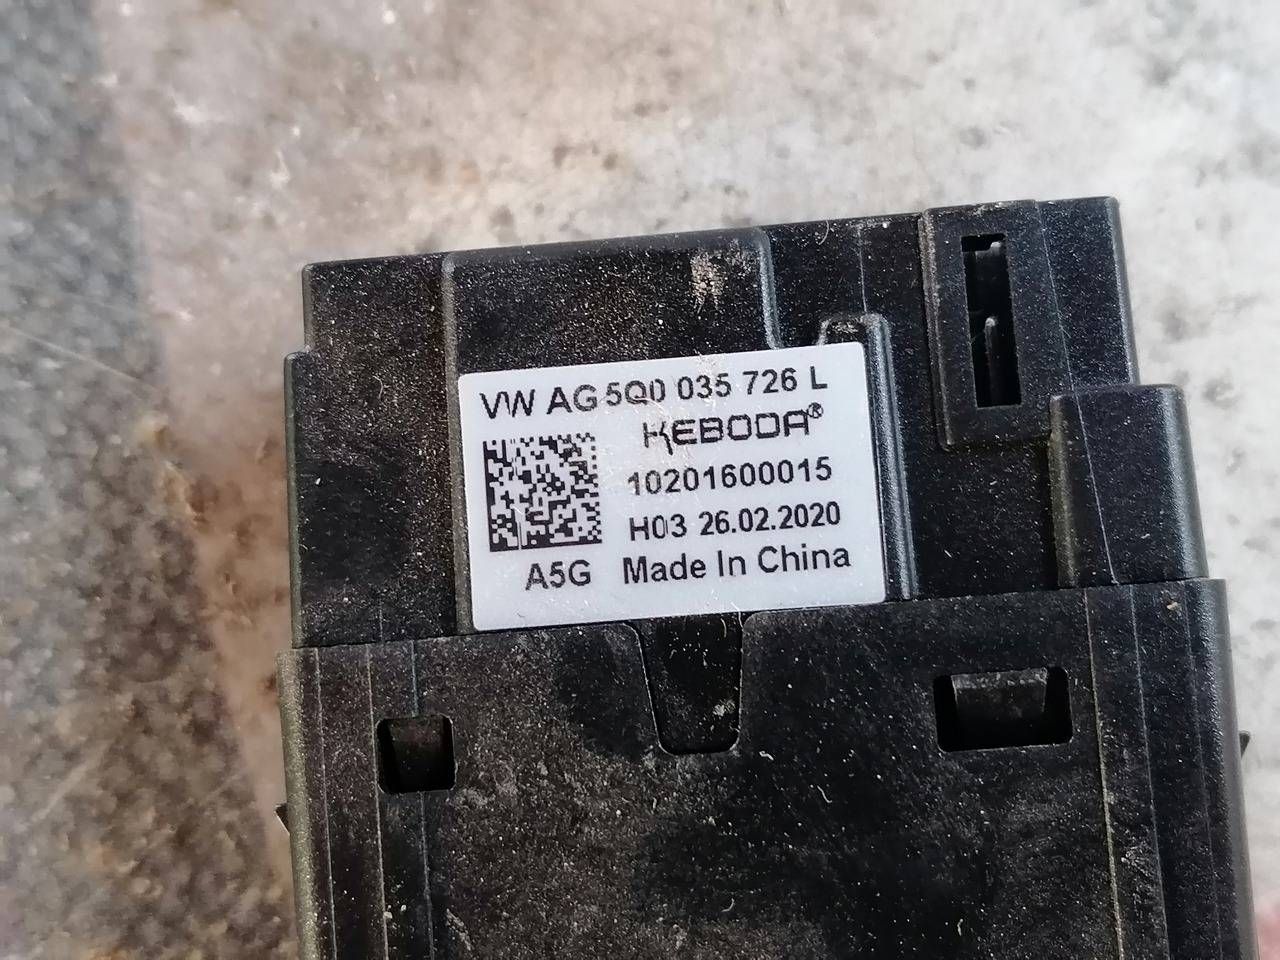 VW AG 5Q0 035 726 L
KEBODA®
10201600015
H03 26.02.2020
A5G Made In China